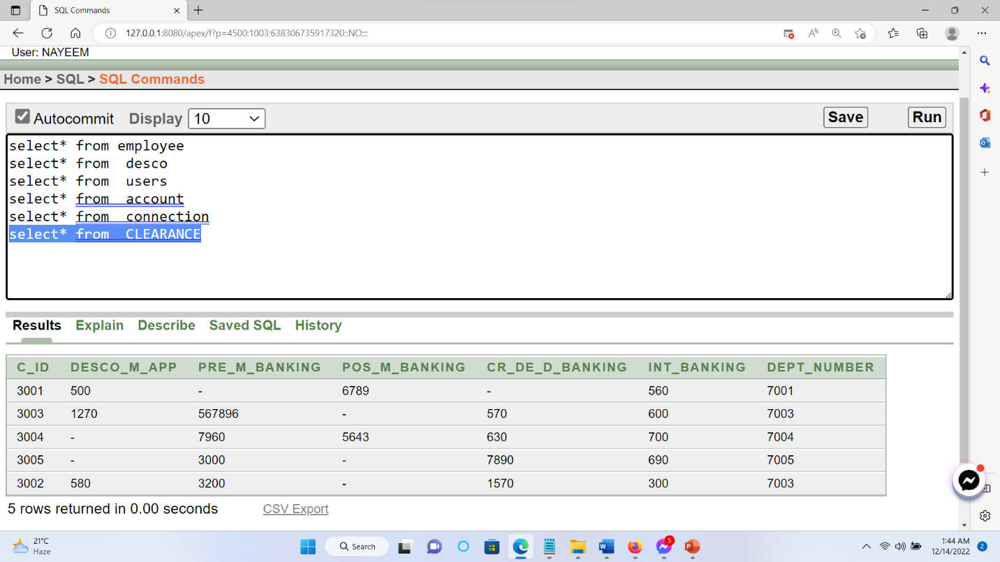 SQL Commands
127.0.0.1:8080/apex/f?p=4500:1003:638306735917320::NO:::
User: NAYEEM
Home > SQL > SQL Commands
Autocommit Display 10 Save Run
select* from employee
select* from  desco
select* from  users
select* from  account
select* from  connection
select* from  CLEARANCE
Results Explain Describe Saved SQL History
C_ID DESCO_M_APP PRE_M_BANKING POS_M_BANKING CR_DE_D_BANKING INT_BANKING DEPT_NUMBER
3001 500 - 6789 - 560 7001
3003 1270 567896 - 570 600 7003
3004 - 7960 5643 630 700 7004
3005 - 3000 - 7890 690 7005
3002 580 3200 - 1570 300 7003
5 rows returned in 0.00 seconds CSV Export
21°C
Haze
Search
5
1:44 AM
12/14/2022
2